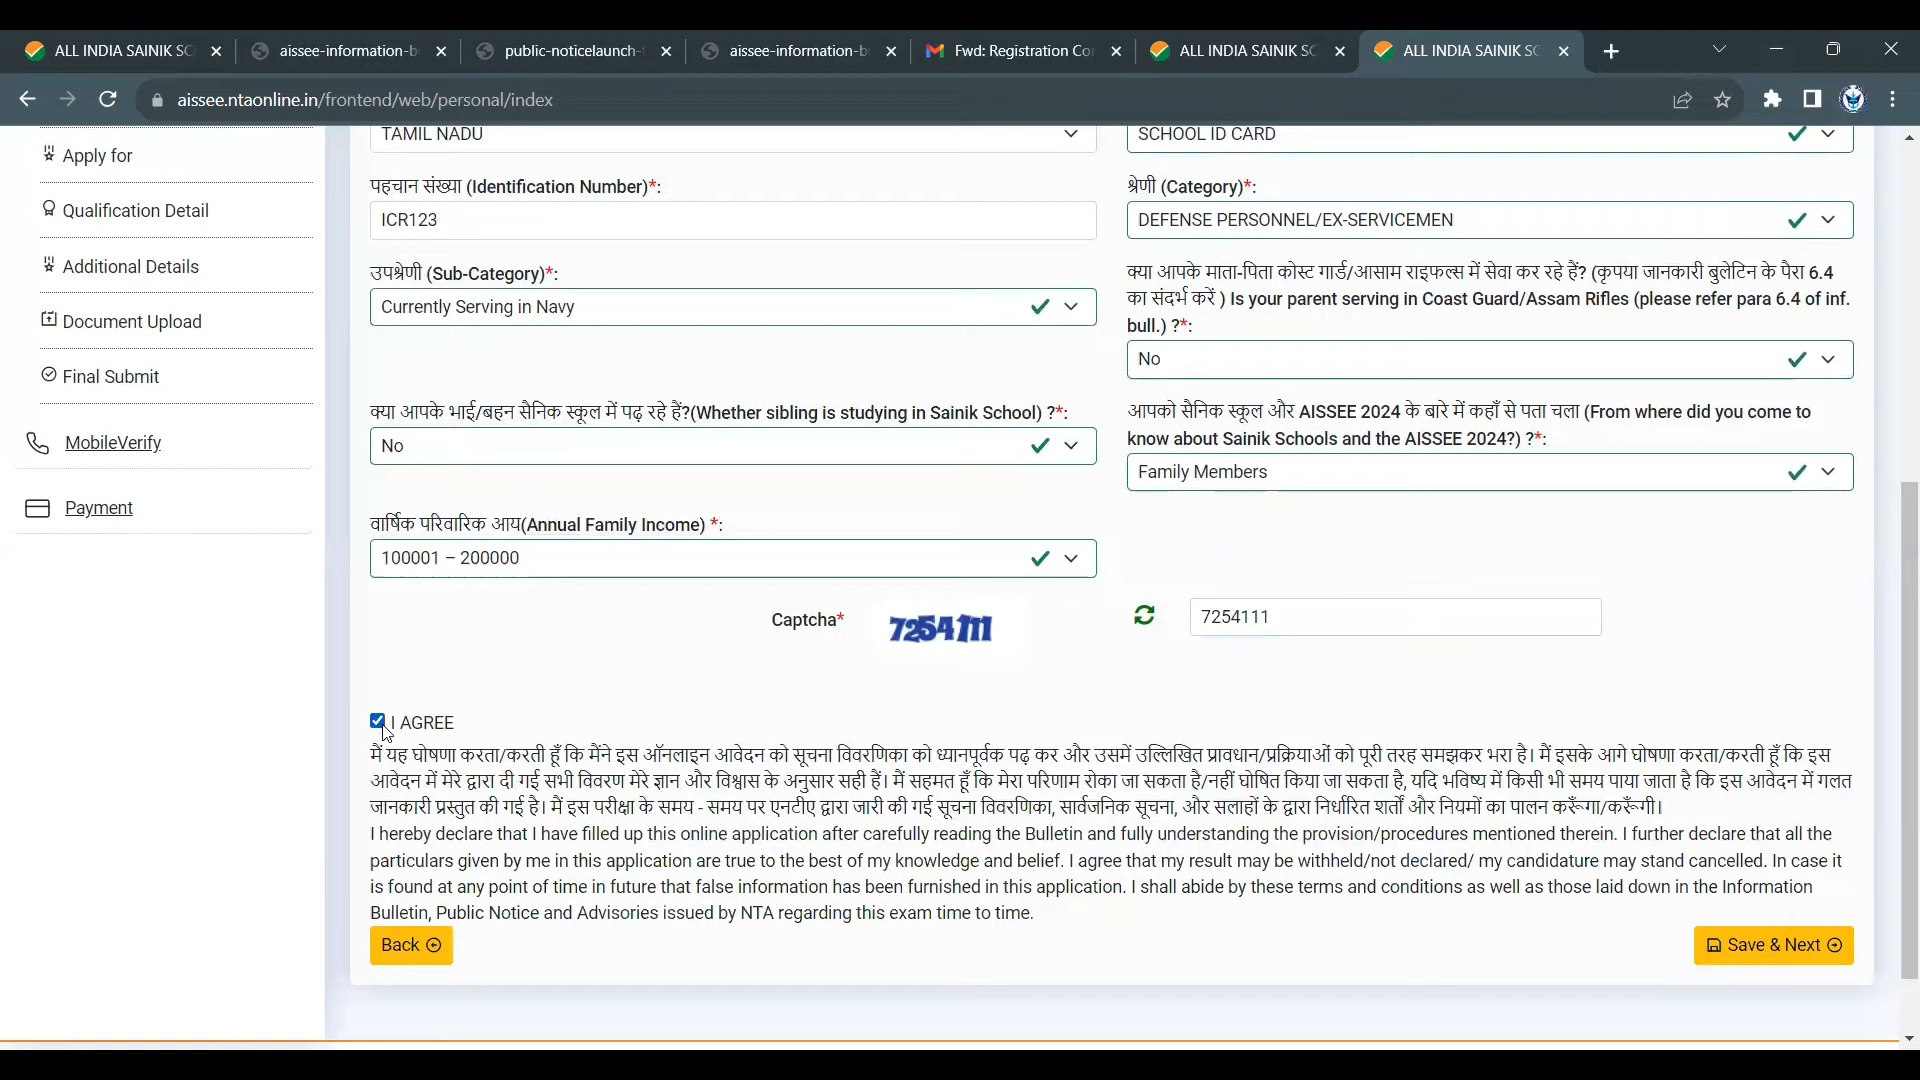 ALL INDIA SAINIK SC
aissee-information-b
public-noticelaunch-
aissee-information-b
Fwd: Registration Co
ALL INDIA SAINIK SC
ALL INDIA SAINIK SC
aissee.ntaonline.in/frontend/web/personal/index
Apply for
Qualification Detail
Additional Details
Document Upload
Final Submit
MobileVerify
Payment
TAMIL NADU
SCHOOL ID CARD
पहचान संख्या (Identification Number)*:
ICR123
श्रेणी (Category)*:
DEFENSE PERSONNEL/EX-SERVICEMEN
उपश्रेणी (Sub-Category)*:
Currently Serving in Navy
क्या आपके माता-पिता कोस्ट गार्ड/आसाम राइफल्स में सेवा कर रहे हैं? (कृपया जानकारी बुलेटिन के पैरा 6.4
का संदर्भ करें ) Is your parent serving in Coast Guard/Assam Rifles (please refer para 6.4 of inf.
bull.) ?*:
No
क्या आपके भाई/बहन सैनिक स्कूल में पढ़ रहे हैं?(Whether sibling is studying in Sainik School) ?*:
No
आपको सैनिक स्कूल और AISSEE 2024 के बारे में कहाँ से पता चला (From where did you come to
know about Sainik Schools and the AISSEE 2024?) ?*:
Family Members
वार्षिक परिवारिक आय(Annual Family Income) *:
100001 – 200000
Captcha*
7254111
7254111
I AGREE
मैं यह घोषणा करता/करती हूँ कि मैंने इस ऑनलाइन आवेदन को सूचना विवरणिका को ध्यानपूर्वक पढ़ कर और उसमें उल्लिखित प्रावधान/प्रक्रियाओं को पूरी तरह समझकर भरा है। मैं इसके आगे घोषणा करता/करती हूँ कि इस
आवेदन में मेरे द्वारा दी गई सभी विवरण मेरे ज्ञान और विश्वास के अनुसार सही हैं। मैं सहमत हूँ कि मेरा परिणाम रोका जा सकता है/नहीं घोषित किया जा सकता है, यदि भविष्य में किसी भी समय पाया जाता है कि इस आवेदन में गलत
जानकारी प्रस्तुत की गई है। मैं इस परीक्षा के समय - समय पर एनटीए द्वारा जारी की गई सूचना विवरणिका, सार्वजनिक सूचना, और सलाहों के द्वारा निर्धारित शर्तों और नियमों का पालन करूँगा/करूँगी।
I hereby declare that I have filled up this online application after carefully reading the Bulletin and fully understanding the provision/procedures mentioned therein. I further declare that all the
particulars given by me in this application are true to the best of my knowledge and belief. I agree that my result may be withheld/not declared/ my candidature may stand cancelled. In case it
is found at any point of time in future that false information has been furnished in this application. I shall abide by these terms and conditions as well as those laid down in the Information
Bulletin, Public Notice and Advisories issued by NTA regarding this exam time to time.
Back
Save & Next